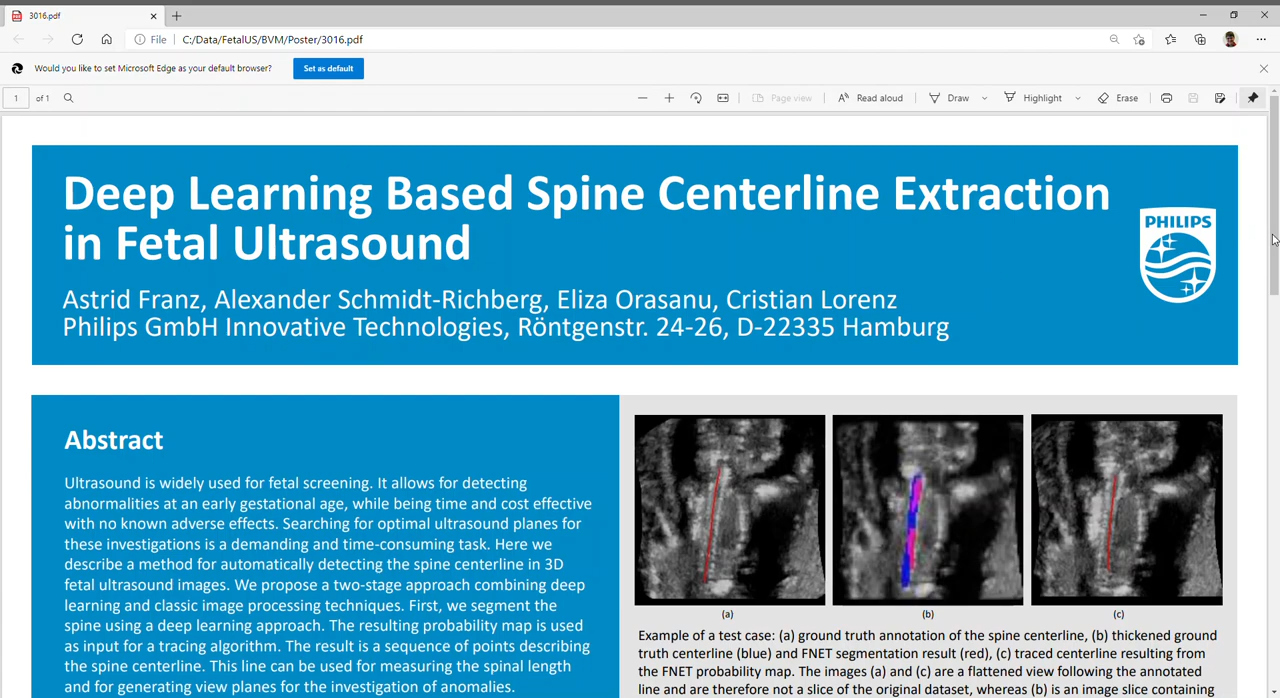 3016.pdf
File
C:/Data/FetalUS/BVM/Poster/3016.pdf
Would you like to set Microsoft Edge as your default browser?
Set as default
1
of 1
Page view
Read aloud
Draw
Highlight
Erase
Deep Learning Based Spine Centerline Extraction
in Fetal Ultrasound
PHILIPS
Astrid Franz, Alexander Schmidt-Richberg, Eliza Orasanu, Cristian Lorenz
Philips GmbH Innovative Technologies, Röntgenstr. 24-26, D-22335 Hamburg
Abstract
Ultrasound is widely used for fetal screening. It allows for detecting
abnormalities at an early gestational age, while being time and cost effective
with no known adverse effects. Searching for optimal ultrasound planes for
these investigations is a demanding and time-consuming task. Here we
describe a method for automatically detecting the spine centerline in 3D
fetal ultrasound images. We propose a two-stage approach combining deep
learning and classic image processing techniques. First, we segment the
spine using a deep learning approach. The resulting probability map is used
as input for a tracing algorithm. The result is a sequence of points describing
the spine centerline. This line can be used for measuring the spinal length
and for generating view planes for the investigation of anomalies.
(a)
(b)
(c)
Example of a test case: (a) ground truth annotation of the spine centerline, (b) thickened ground
truth centerline (blue) and FNET segmentation result (red), (c) traced centerline resulting from
the FNET probability map. The images (a) and (c) are a flattened view following the annotated
line and are therefore not a slice of the original dataset, whereas (b) is an image slice containing